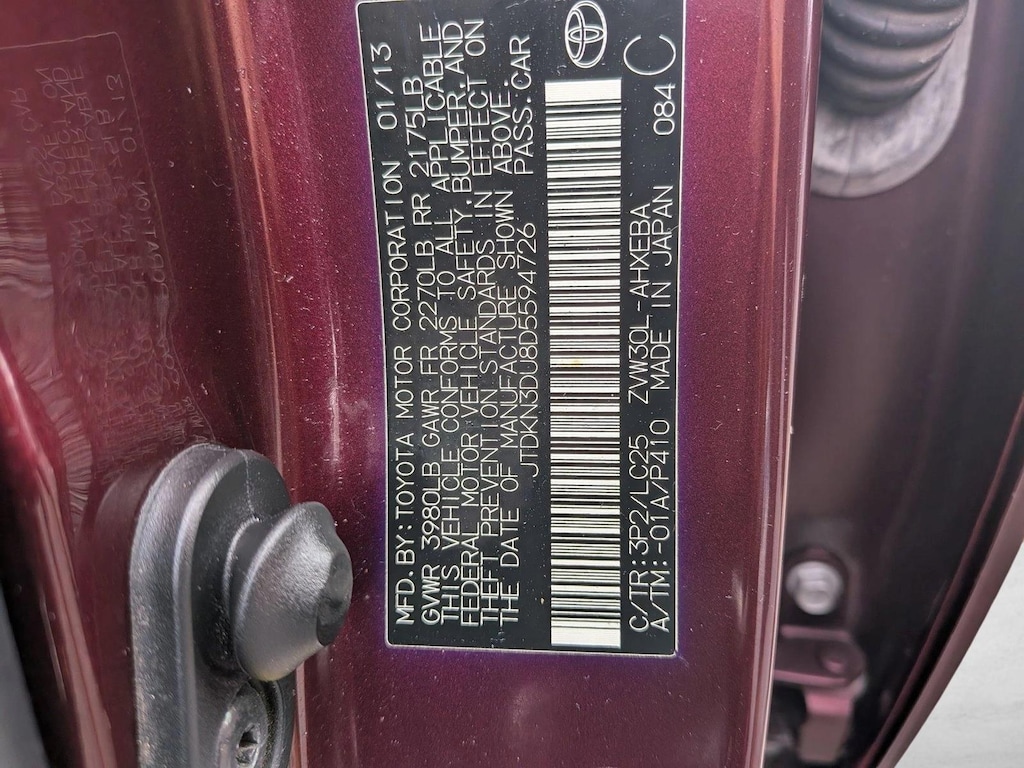 MFD.BY:TOYOTA MOTOR CORPORATION 01/13
GVWR 3980LB GAWR FR 2270LB RR 2175LB
THIS VEHICLE CONFORMS TO ALL APPLICABLE
FEDERAL MOTOR VEHICLE SAFETY,BUMPER,AND
THEFT PREVENTION STANDARDS IN EFFECT ON
THE DATE OF MANUFACTURE SHOWN ABOVE.
JTDKN3DU8D5594726 PASS.CAR
C/TR:3P2/LC25 ZVW30L-AHXEBA 084
A/TM:-01A/P410 MADE IN JAPAN C